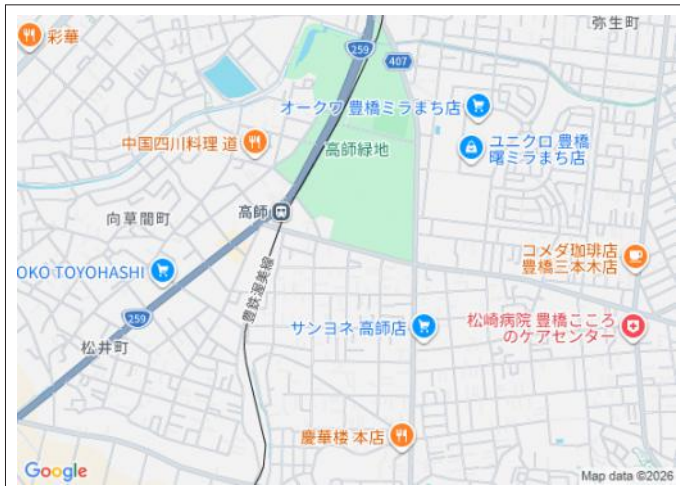 彩華
259
407
弥生町
オークワ 豊橋ミラまち店
ユニクロ 豊橋
曙ミラまち店
中国四川料理 道
高師緑地
高師
向草間町
コメダ珈琲店
豊橋三本木店
OKO TOYOHASHI
豊鉄渥美線
259
サンヨネ 高師店
松崎病院 豊橋こころ
のケアセンター
松井町
慶華楼 本店
Google
Map data ©2026